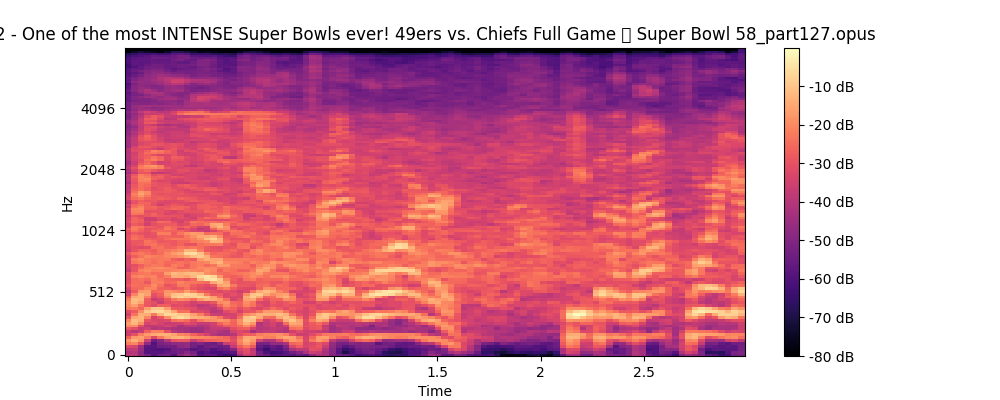 2 - One of the most INTENSE Super Bowls ever! 49ers vs. Chiefs Full Game Super Bowl 58_part127.opus
4096
2048
1024
512
0
Hz
0
0.5
1
1.5
2
2.5
Time
-10 dB
-20 dB
-30 dB
-40 dB
-50 dB
-60 dB
-70 dB
-80 dB